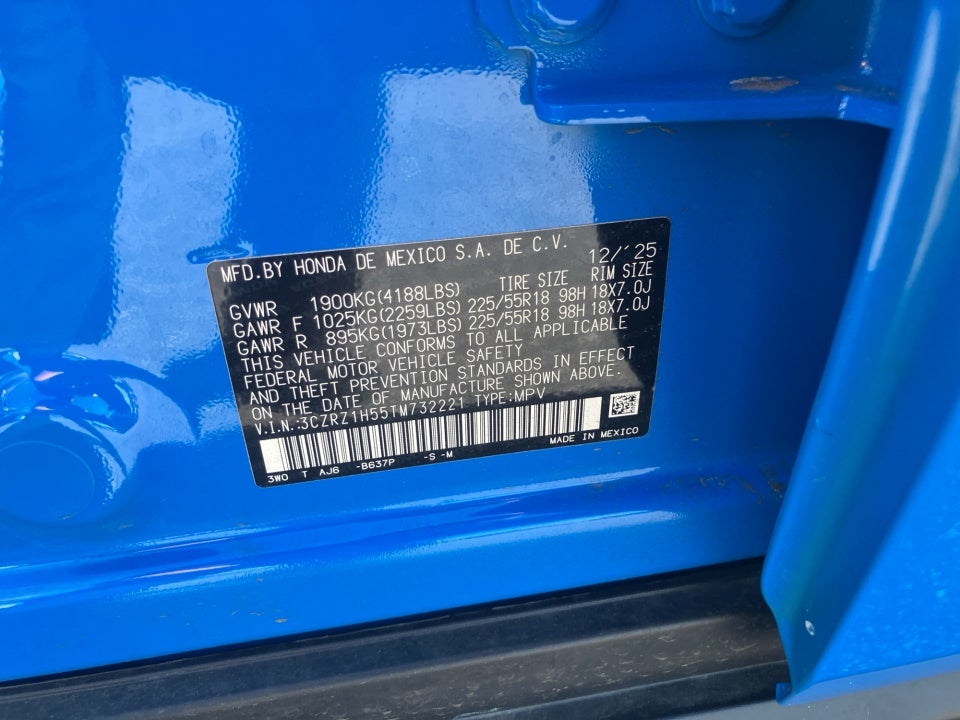 MFD.BY HONDA DE MEXICO S.A. DE C.V. 12/'25
TIRE SIZE RIM SIZE
GVWR 1900KG(4188LBS)
GAWR F 1025KG(2259LBS) 225/55R18 98H 18X7.0J
GAWR R 895KG(1973LBS) 225/55R18 98H 18X7.0J
THIS VEHICLE CONFORMS TO ALL APPLICABLE
FEDERAL MOTOR VEHICLE SAFETY
AND THEFT PREVENTION STANDARDS IN EFFECT
ON THE DATE OF MANUFACTURE SHOWN ABOVE.
V.I.N.:3CZRZ1H55TM732221 TYPE:MPV
MADE IN MEXICO
3W0 T AJ6 -B637P -S -M